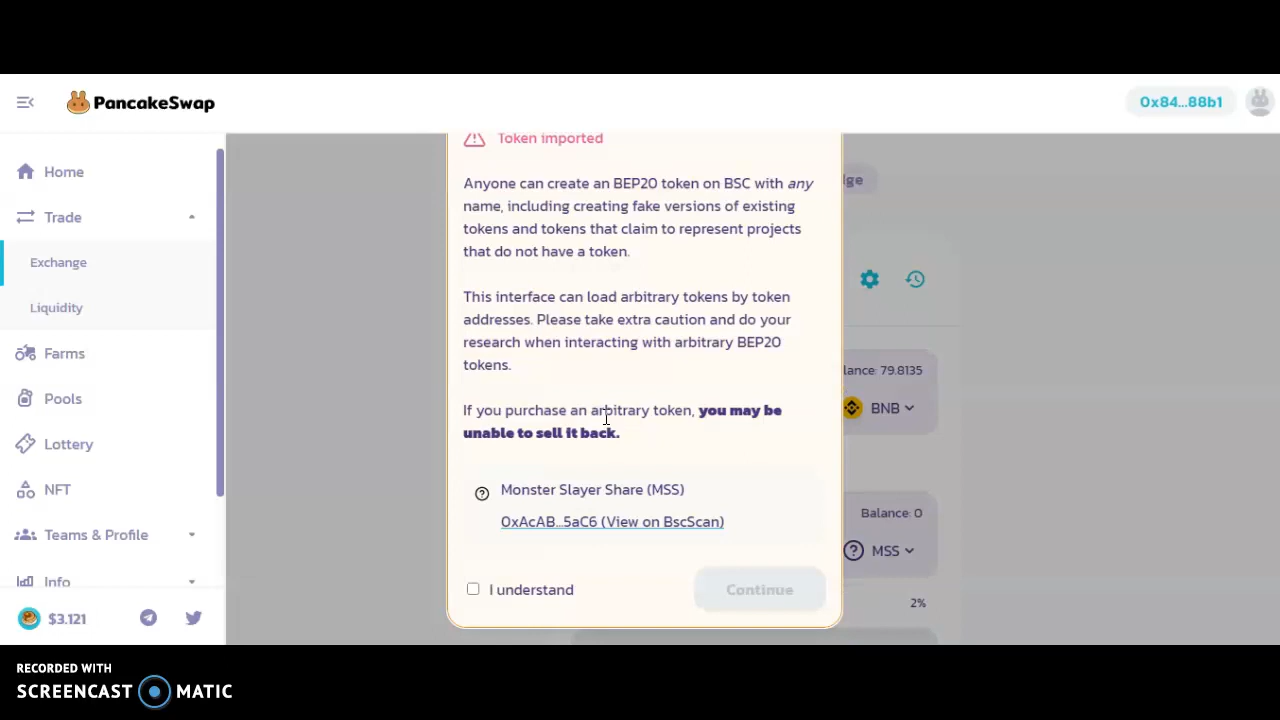 PancakeSwap
0x84...88b1
Home
Trade
Exchange
Liquidity
Farms
Pools
Lottery
NFT
Teams & Profile
Info
$3.121
Token imported
Anyone can create an BEP20 token on BSC with any
name, including creating fake versions of existing
tokens and tokens that claim to represent projects
that do not have a token.
This interface can load arbitrary tokens by token
addresses. Please take extra caution and do your
research when interacting with arbitrary BEP20
tokens.
If you purchase an arbitrary token, you may be
unable to sell it back.
Monster Slayer Share (MSS)
0xAcAB...5aC6 (View on BscScan)
I understand
Continue
dge
lance: 79.8135
BNB
Balance: 0
MSS
2%
RECORDED WITH
SCREENCAST MATIC